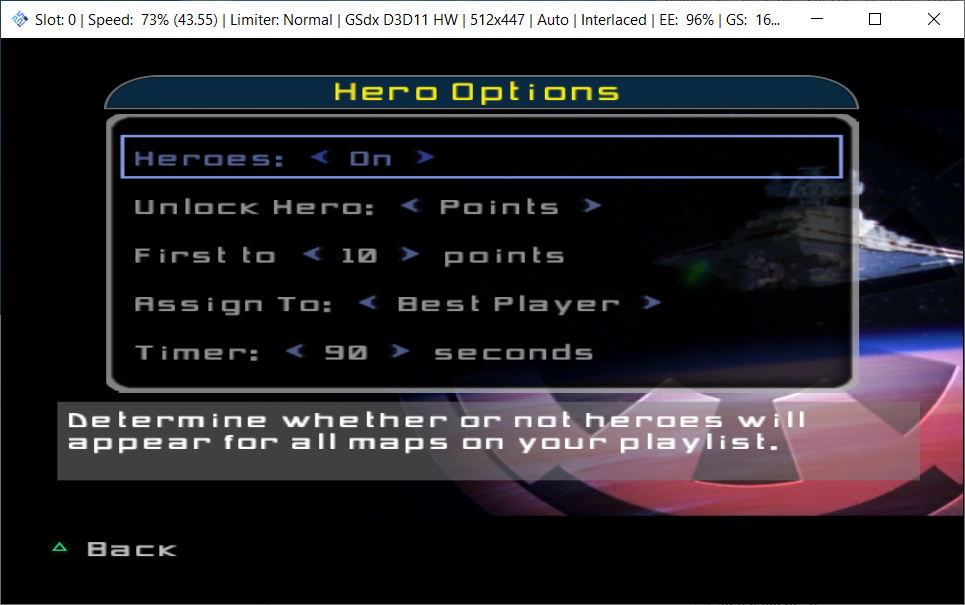 Slot: 0 | Speed: 73% (43.55) | Limiter: Normal | GSdx D3D11 HW | 512x447 | Auto | Interlaced | EE: 96% | GS: 16...
Hero Options
Heroes: < On >
Unlock Hero: < Points >
First to < 10 > points
Assign To: < Best Player >
Timer: < 90 > seconds
Determine whether or not heroes will
appear for all maps on your playlist.
Back